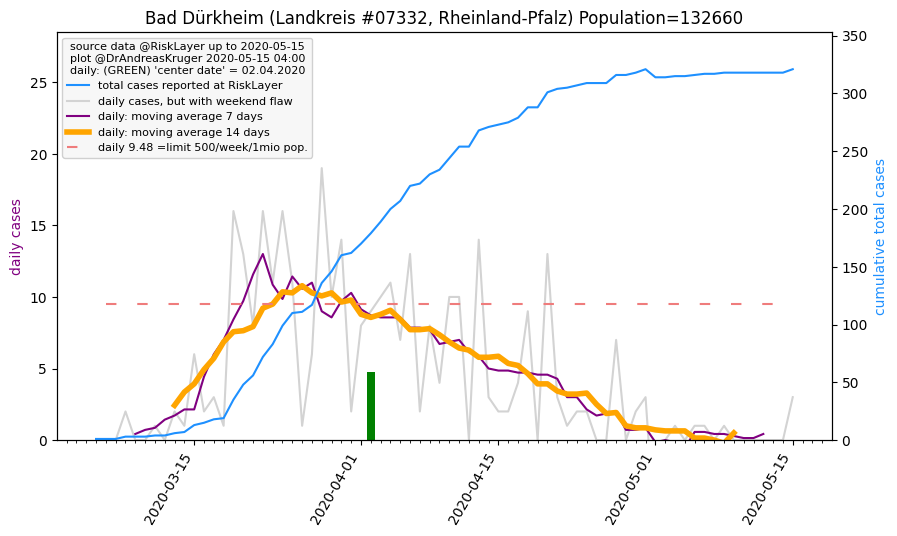 Bad Dürkheim (Landkreis #07332, Rheinland-Pfalz) Population=132660
source data @RiskLayer up to 2020-05-15
plot @DrAndreasKruger 2020-05-15 04:00
daily: (GREEN) 'center date' = 02.04.2020
total cases reported at RiskLayer
daily cases, but with weekend flaw
daily: moving average 7 days
daily: moving average 14 days
daily 9.48 =limit 500/week/1mio pop.
daily cases
25
20
15
10
5
0
cumulative total cases
350
300
250
200
150
100
50
0
2020-03-15
2020-04-01
2020-04-15
2020-05-01
2020-05-15